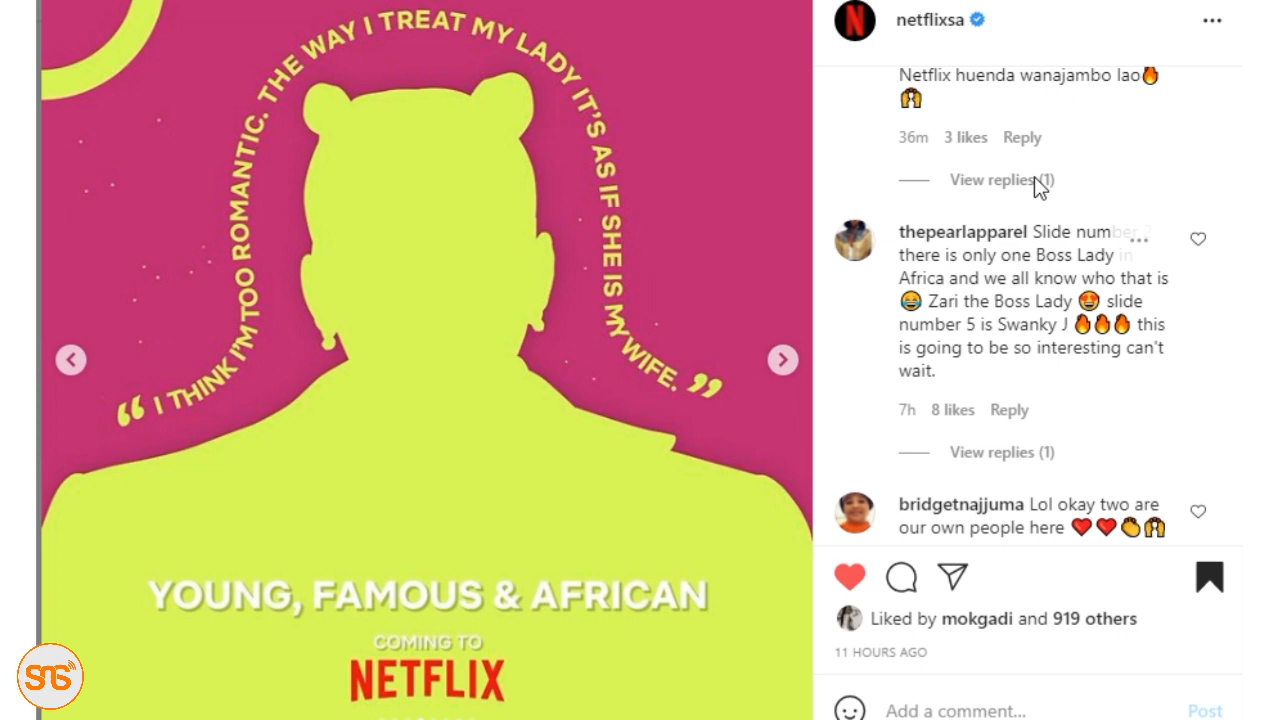 “ I THINK I'M TOO ROMANTIC. THE WAY I TREAT MY LADY IT'S AS IF SHE IS MY WIFE. ”
YOUNG, FAMOUS & AFRICAN
COMING TO
NETFLIX
SNS
N
netflixsa
Netflix huenda wanajambo lao🔥
🙌
36m 3 likes Reply
View replies (1)
thepearlapparel Slide number 2
there is only one Boss Lady in
Africa and we all know who that is
😂 Zari the Boss Lady 😍 slide
number 5 is Swanky J 🔥🔥🔥 this
is going to be so interesting can't
wait.
7h 8 likes Reply
View replies (1)
bridgetnajjuma Lol okay two are
our own people here ❤️❤️👏🙌
Liked by mokgadi and 919 others
11 HOURS AGO
Add a comment... Post